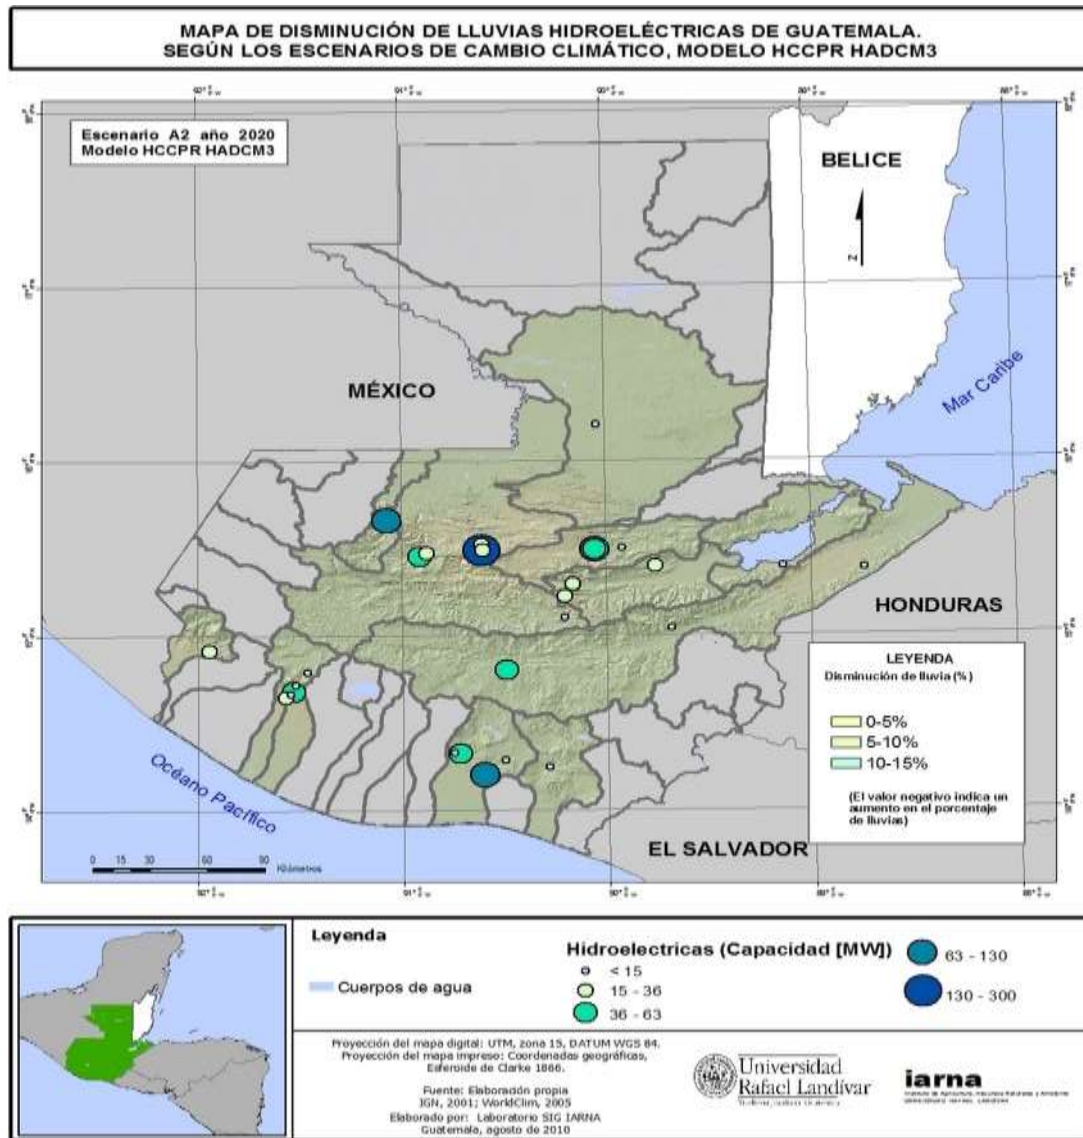 MAPA DE DISMINUCIÓN DE LLUVIAS HIDROELÉCTRICAS DE GUATEMALA.
SEGÚN LOS ESCENARIOS DE CAMBIO CLIMÁTICO, MODELO HCCPR HADCM3
Escenario A2 año 2020
Modelo HCCPR HADCM3
BELICE
N
MÉXICO
Mar Caribe
HONDURAS
LEYENDA
Disminución de lluvia (%)
0-5%
5-10%
10-15%
(El valor negativo indica un
aumento en el porcentaje
de lluvias)
Océano Pacífico
EL SALVADOR
0 15 30 60 90
Kilómetros
Leyenda
Cuerpos de agua
Hidroelectricas (Capacidad [MW])
< 15
15 - 36
36 - 63
63 - 130
130 - 300
Proyección del mapa digital: UTM, zona 15, DATUM WGS 84.
Proyección del mapa impreso: Coordenadas geográficas,
Esferoide de Clarke 1866.
Fuente: Elaboración propia
IGN, 2001; WorldClim, 2005
Elaborado por: Laboratorio SIG IARNA
Guatemala, agosto de 2010
Universidad
Rafael Landívar
iarna